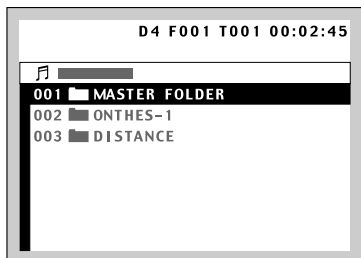 D4 F001 T001 00:02:45
001 MASTER FOLDER
002 ONTHES-1
003 DISTANCE